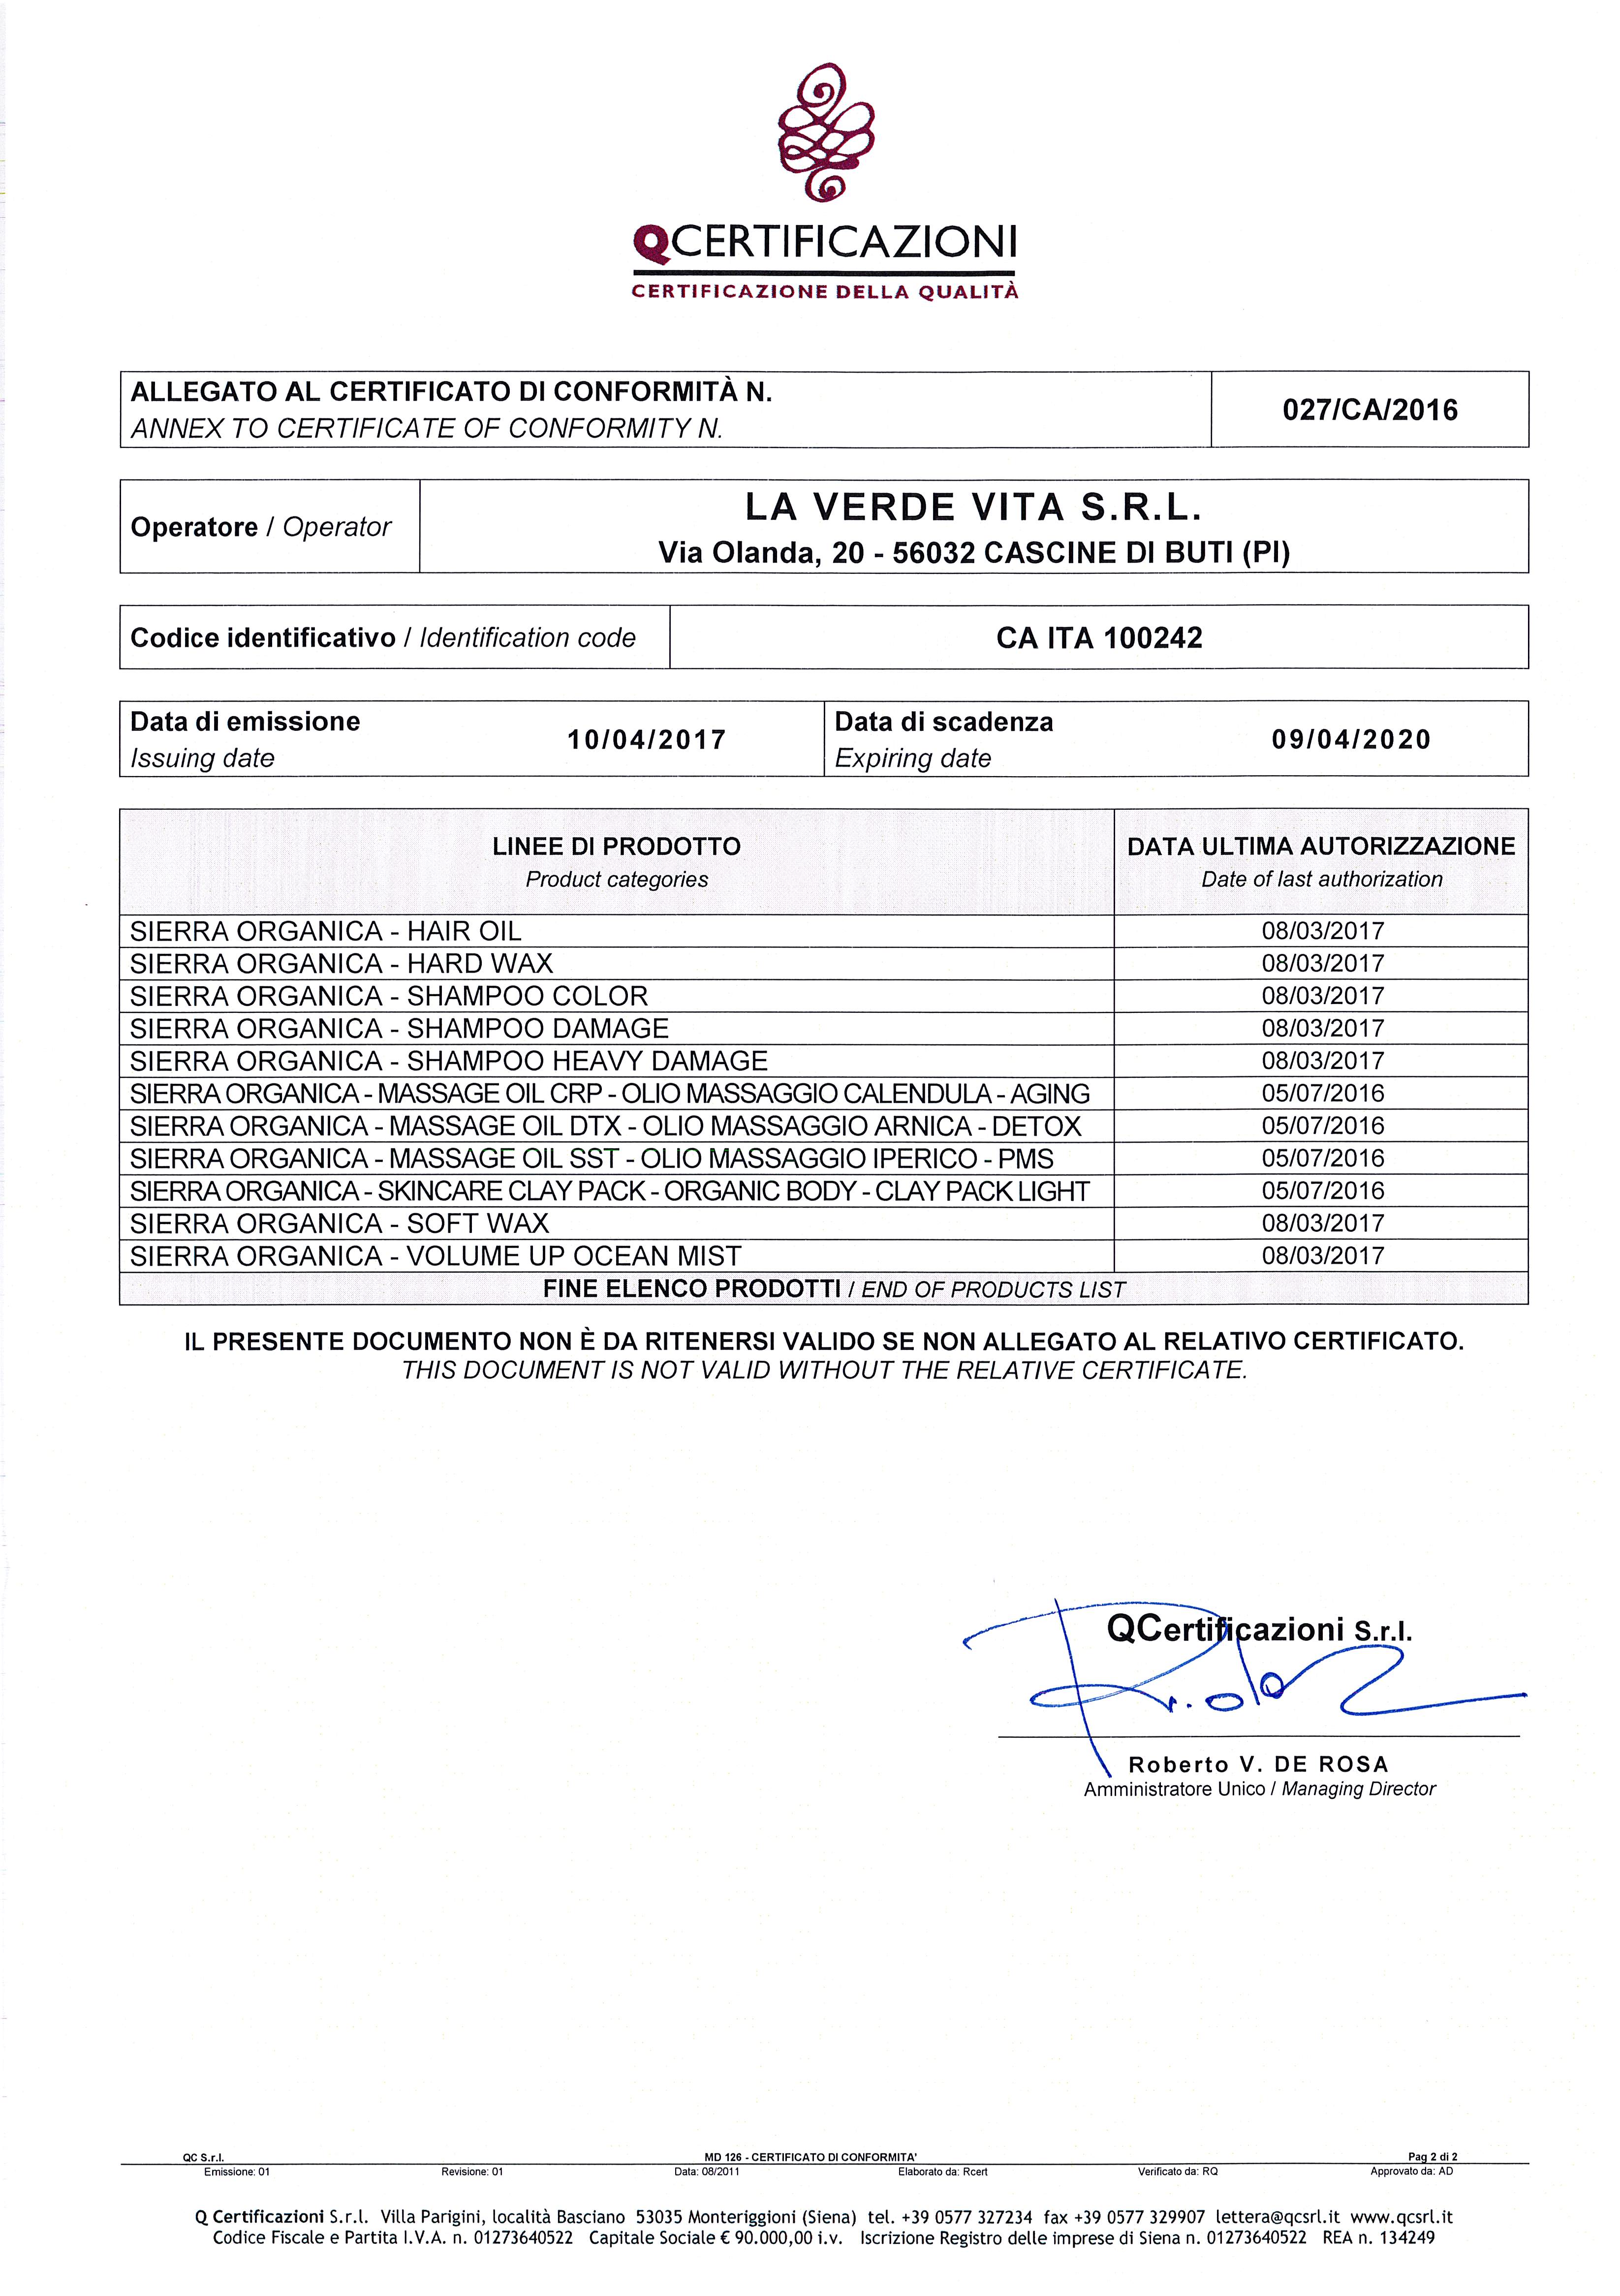 QCERTIFICAZIONI
CERTIFICAZIONE DELLA QUALITÀ
ALLEGATO AL CERTIFICATO DI CONFORMITÀ N.
ANNEX TO CERTIFICATE OF CONFORMITY N.
027/CA/2016
Operatore / Operator
LA VERDE VITA S.R.L.
Via Olanda, 20 - 56032 CASCINE DI BUTI (PI)
Codice identificativo / Identification code
CA ITA 100242
Data di emissione
Issuing date
10/04/2017
Data di scadenza
Expiring date
09/04/2020
LINEE DI PRODOTTO
Product categories
DATA ULTIMA AUTORIZZAZIONE
Date of last authorization
SIERRA ORGANICA - HAIR OIL 08/03/2017
SIERRA ORGANICA - HARD WAX 08/03/2017
SIERRA ORGANICA - SHAMPOO COLOR 08/03/2017
SIERRA ORGANICA - SHAMPOO DAMAGE 08/03/2017
SIERRA ORGANICA - SHAMPOO HEAVY DAMAGE 08/03/2017
SIERRA ORGANICA - MASSAGE OIL CRP - OLIO MASSAGGIO CALENDULA - AGING 05/07/2016
SIERRA ORGANICA - MASSAGE OIL DTX - OLIO MASSAGGIO ARNICA - DETOX 05/07/2016
SIERRA ORGANICA - MASSAGE OIL SST - OLIO MASSAGGIO IPERICO - PMS 05/07/2016
SIERRA ORGANICA - SKINCARE CLAY PACK - ORGANIC BODY - CLAY PACK LIGHT 05/07/2016
SIERRA ORGANICA - SOFT WAX 08/03/2017
SIERRA ORGANICA - VOLUME UP OCEAN MIST 08/03/2017
FINE ELENCO PRODOTTI / END OF PRODUCTS LIST
IL PRESENTE DOCUMENTO NON È DA RITENERSI VALIDO SE NON ALLEGATO AL RELATIVO CERTIFICATO.
THIS DOCUMENT IS NOT VALID WITHOUT THE RELATIVE CERTIFICATE.
QCertificazioni S.r.l.
Roberto V. DE ROSA
Amministratore Unico / Managing Director
QC S.r.l. MD 126 - CERTIFICATO DI CONFORMITA' Pag 2 di 2
Emissione: 01 Revisione: 01 Data: 08/2011 Elaborato da: Rcert Verificato da: RQ Approvato da: AD
Q Certificazioni S.r.l. Villa Parigini, località Basciano 53035 Monteriggioni (Siena) tel. +39 0577 327234 fax +39 0577 329907 lettera@qcsrl.it www.qcsrl.it
Codice Fiscale e Partita I.V.A. n. 01273640522 Capitale Sociale € 90.000,00 i.v. Iscrizione Registro delle imprese di Siena n. 01273640522 REA n. 134249